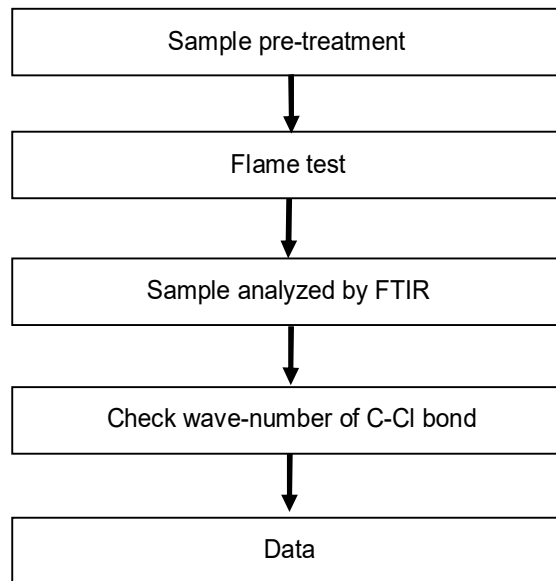 Sample pre-treatment
Flame test
Sample analyzed by FTIR
Check wave-number of C-Cl bond
Data